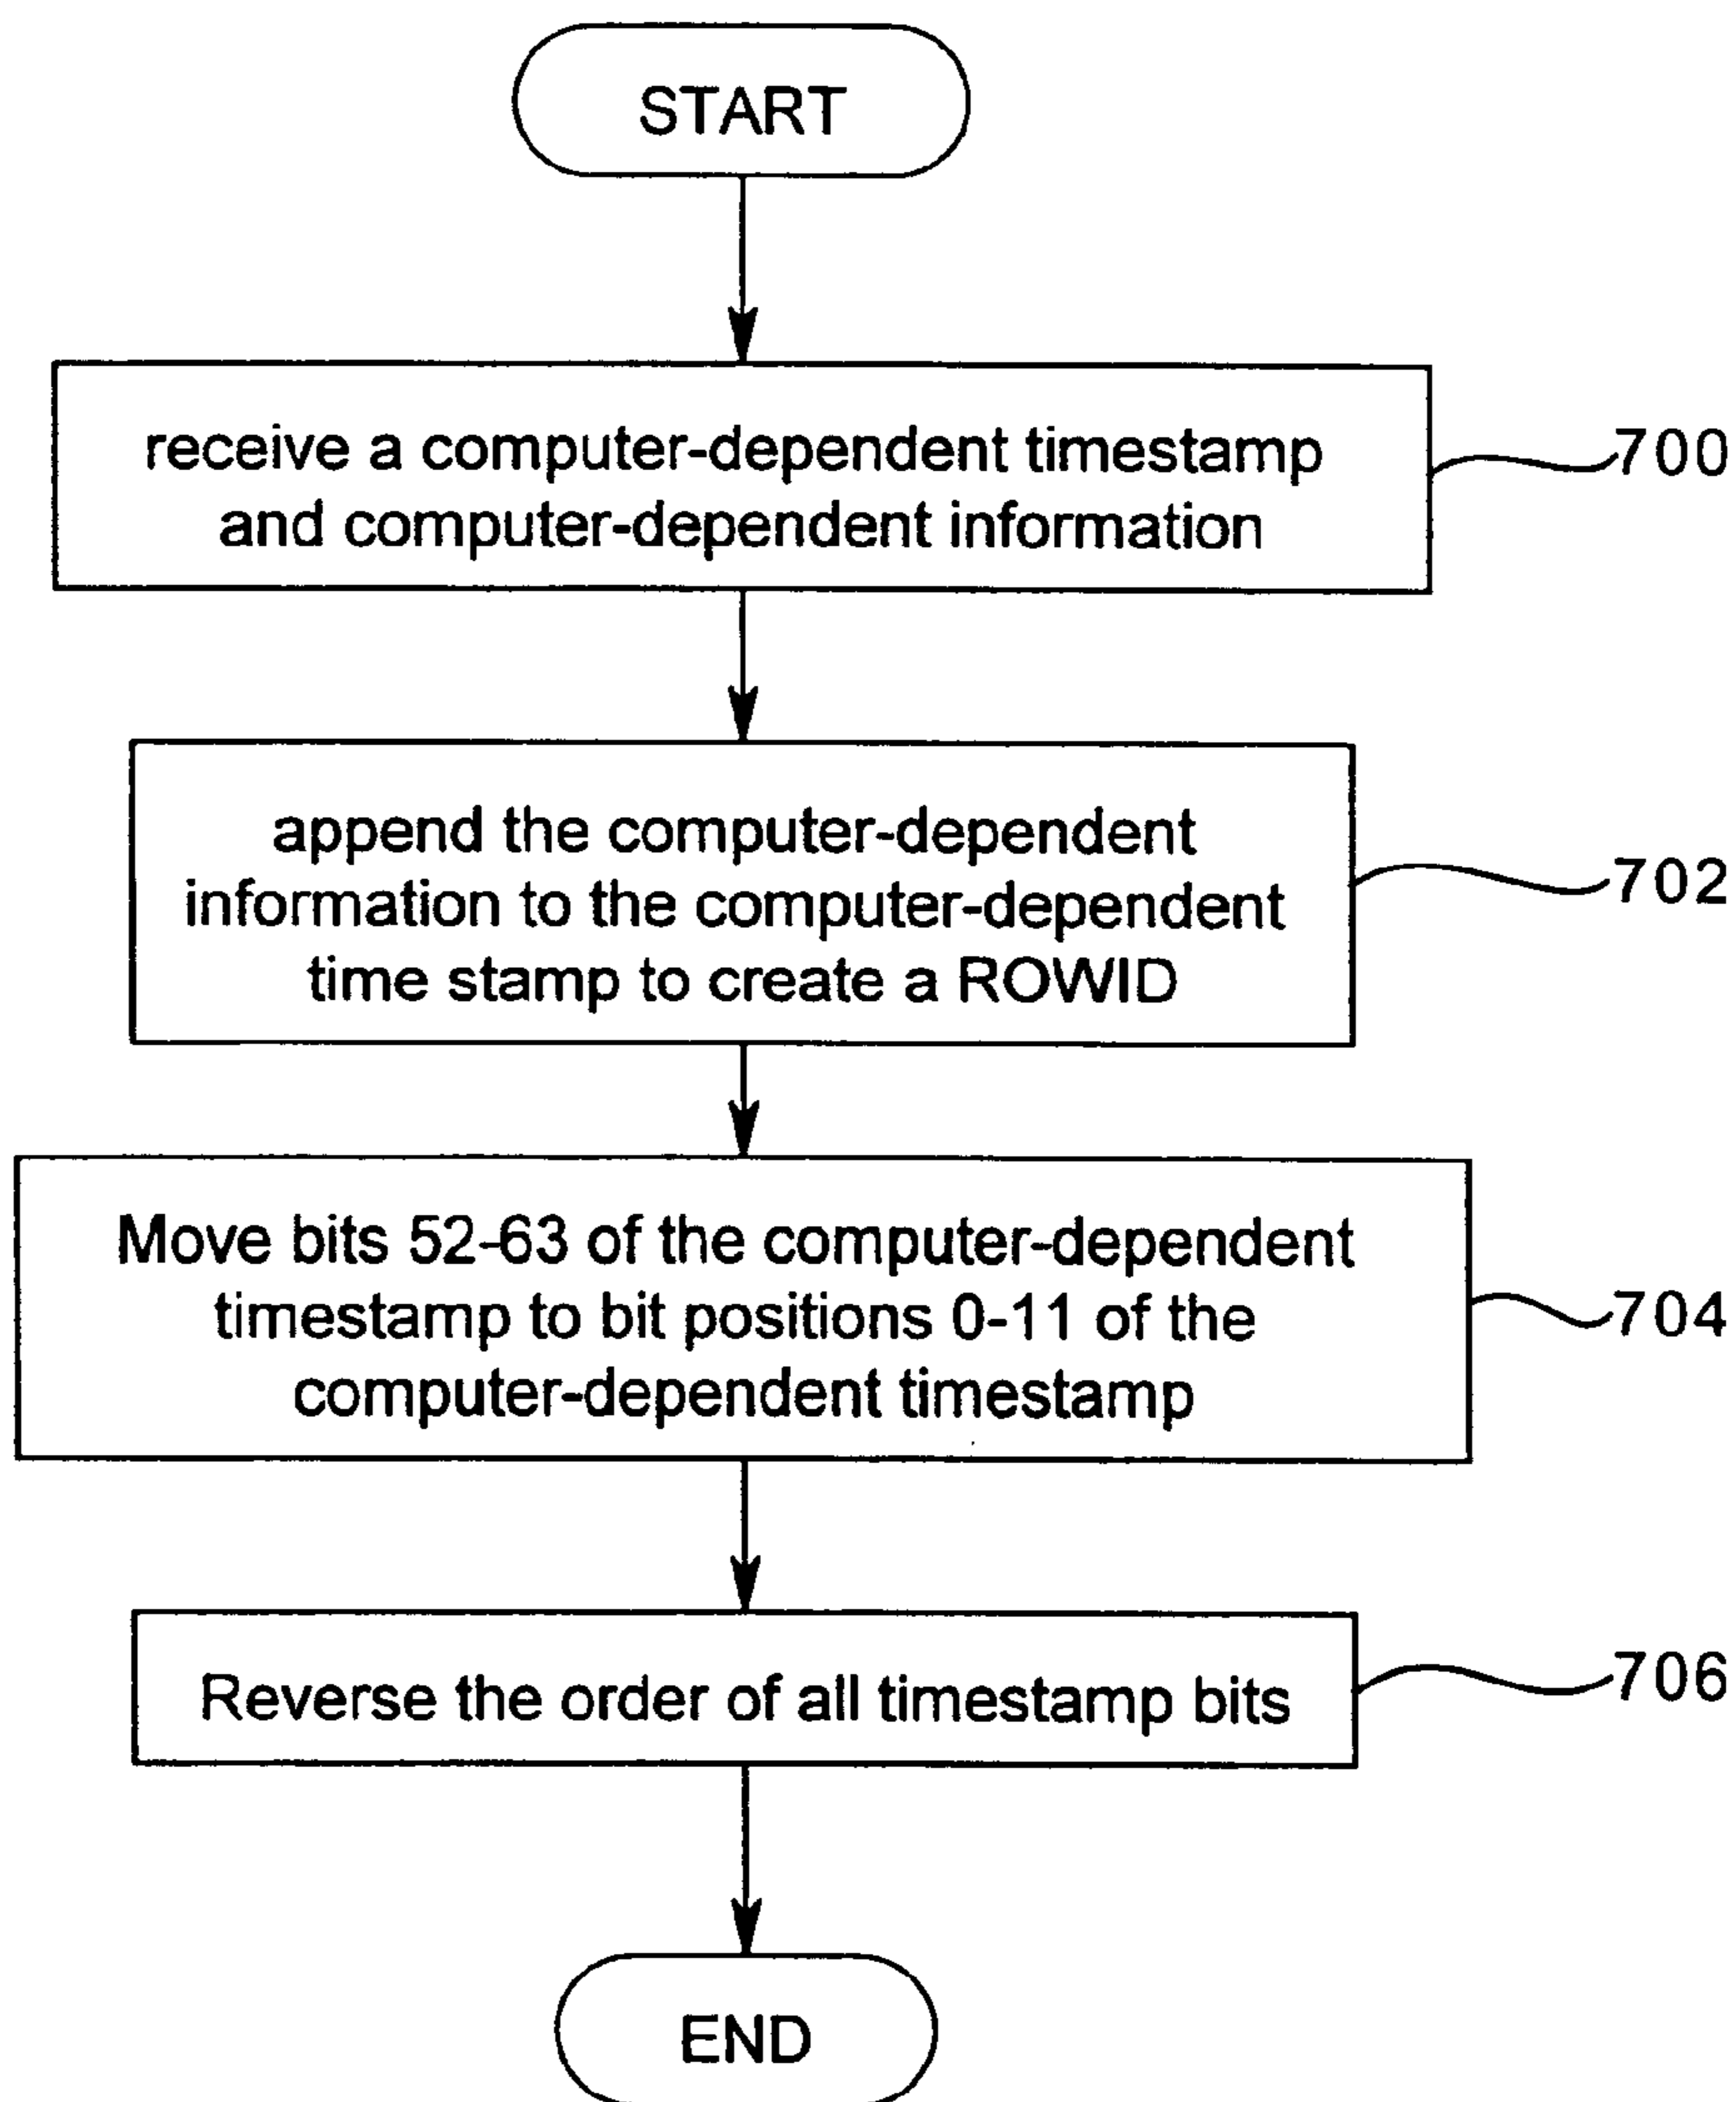 START
receive a computer-dependent timestamp
and computer-dependent information
700
append the computer-dependent
information to the computer-dependent
time stamp to create a ROWID
702
Move bits 52-63 of the computer-dependent
timestamp to bit positions 0-11 of the
computer-dependent timestamp
704
Reverse the order of all timestamp bits
706
END